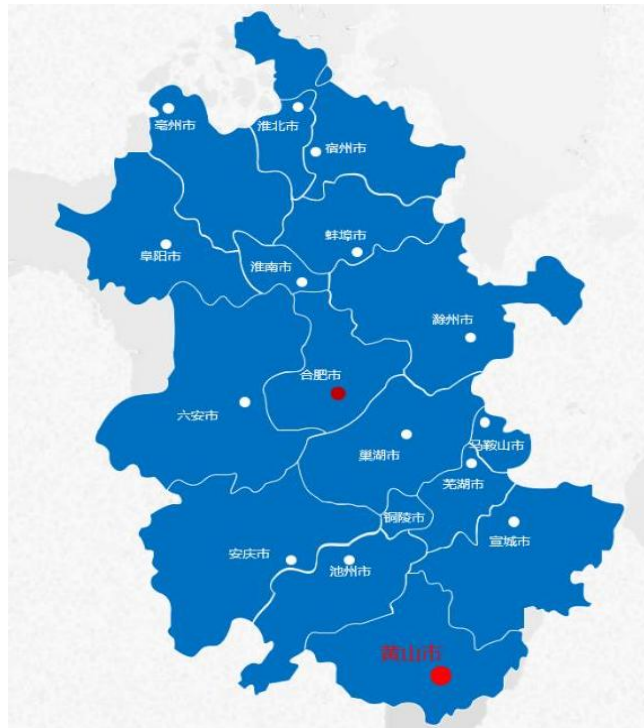 亳州市
淮北市
宿州市
蚌埠市
阜阳市
淮南市
滁州市
合肥市
六安市
马鞍山市
巢湖市
芜湖市
铜陵市
宣城市
安庆市
池州市
黄山市